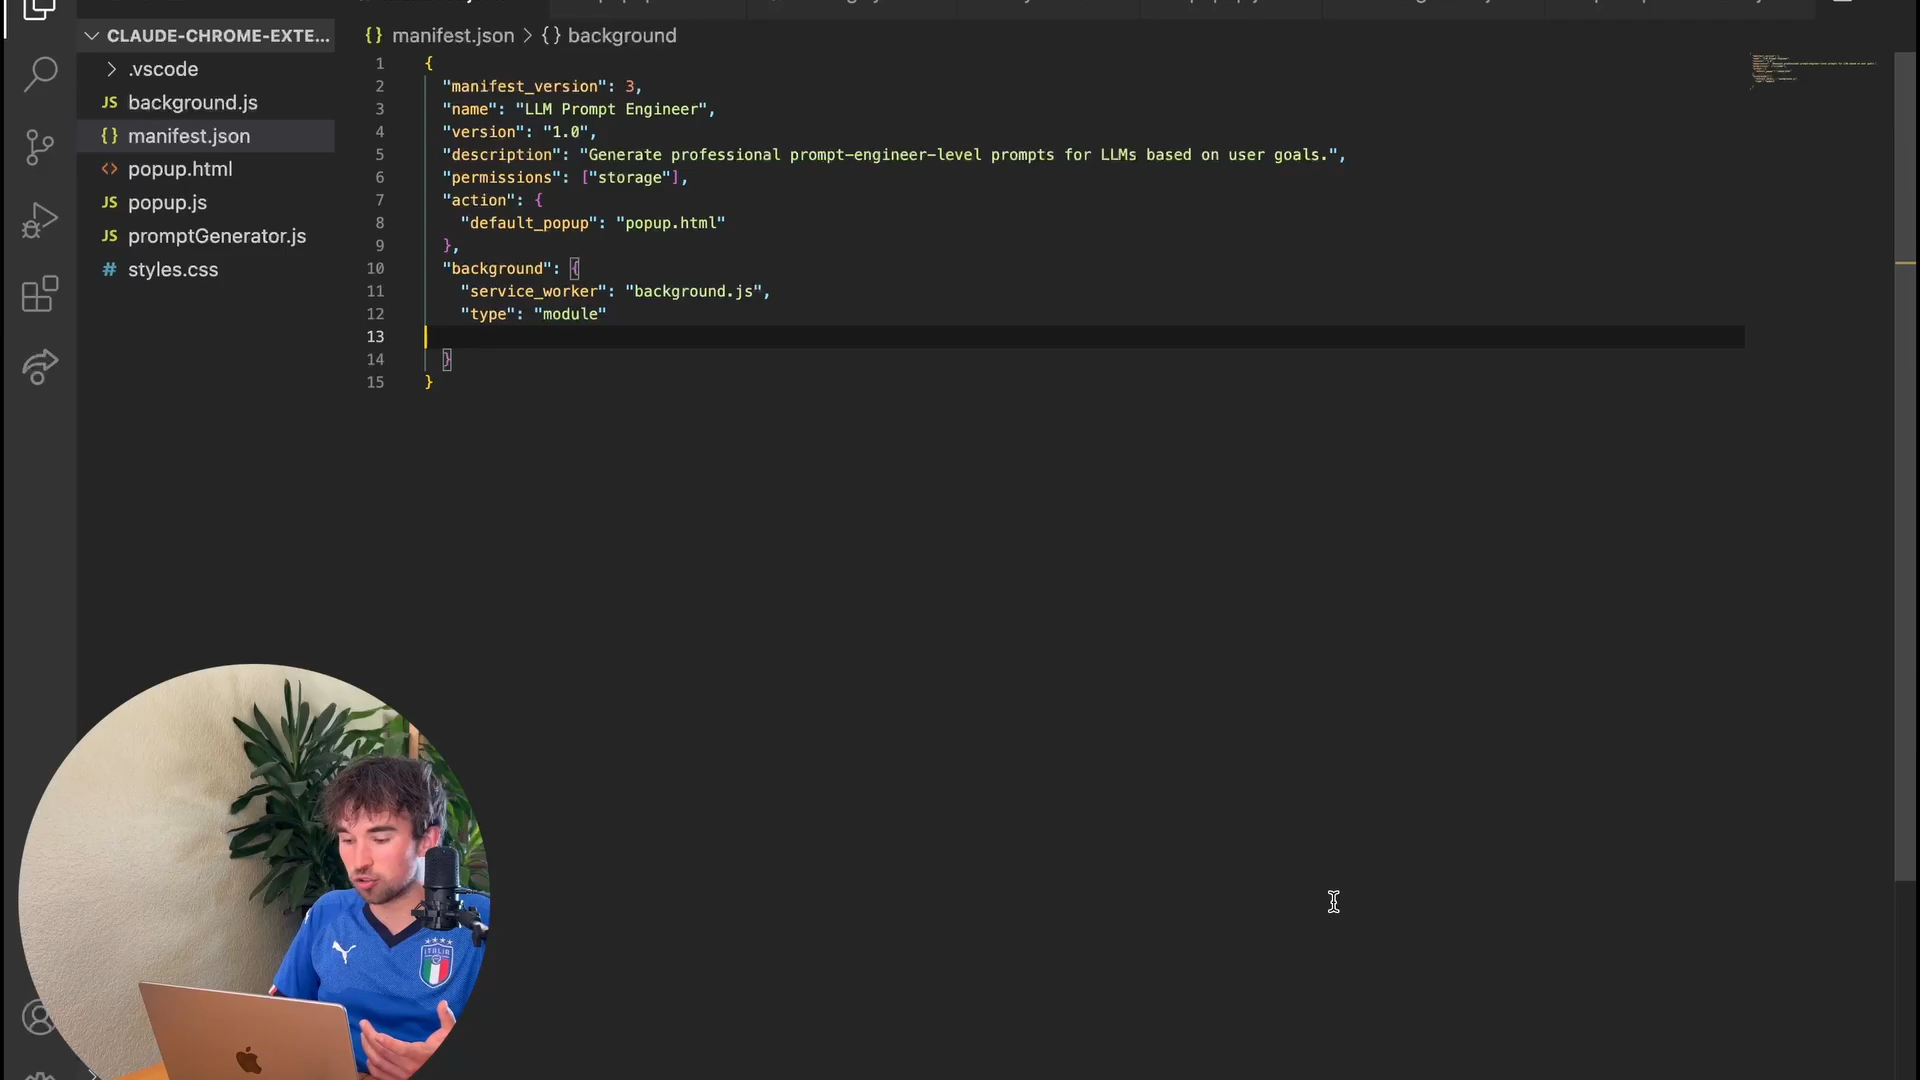 CLAUDE-CHROME-EXTE...
.vscode
JS background.js
{} manifest.json
<> popup.html
JS popup.js
JS promptGenerator.js
# styles.css
{} manifest.json > {} background
1 {
2 "manifest_version": 3,
3 "name": "LLM Prompt Engineer",
4 "version": "1.0",
5 "description": "Generate professional prompt-engineer-level prompts for LLMs based on user goals.",
6 "permissions": ["storage"],
7 "action": {
8 "default_popup": "popup.html"
9 },
10 "background": {
11 "service_worker": "background.js",
12 "type": "module"
13
14 }
15 }
ITALIA